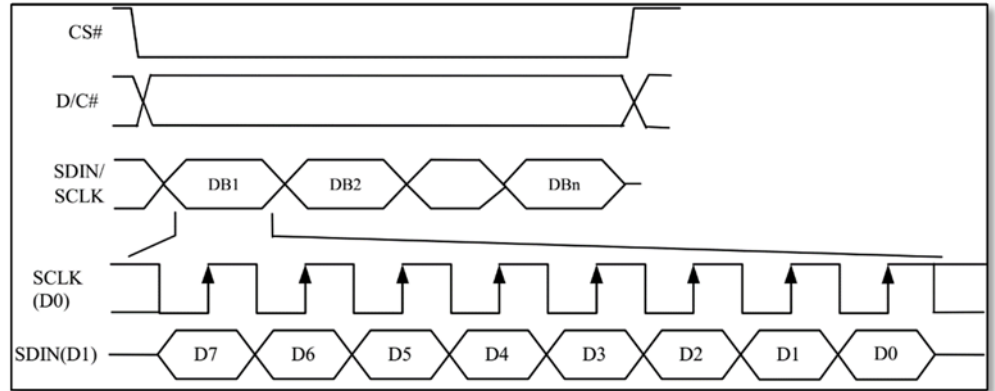 CS#
D/C#
SDIN/
SCLK
DB1 DB2 DBn
SCLK
(D0)
SDIN(D1) D7 D6 D5 D4 D3 D2 D1 D0